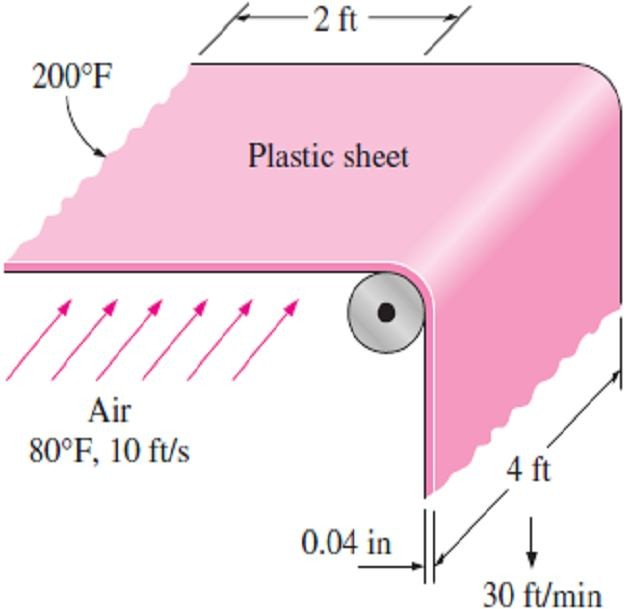 2 ft
200°F
Plastic sheet
Air
80°F, 10 ft/s
4 ft
0.04 in
30 ft/min